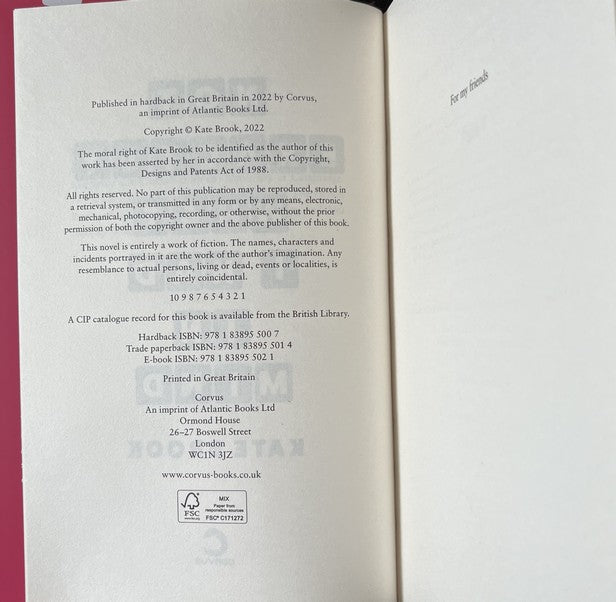 Published in hardback in Great Britain in 2022 by Corvus,
an imprint of Atlantic Books Ltd.
Copyright © Kate Brook, 2022
The moral right of Kate Brook to be identified as the author of this
work has been asserted by her in accordance with the Copyright,
Designs and Patents Act of 1988.
All rights reserved. No part of this publication may be reproduced, stored in
a retrieval system, or transmitted in any form or by any means, electronic,
mechanical, photocopying, recording, or otherwise, without the prior
permission of both the copyright owner and the above publisher of this book.
This novel is entirely a work of fiction. The names, characters and
incidents portrayed in it are the work of the author's imagination. Any
resemblance to actual persons, living or dead, events or localities, is
entirely coincidental.
10 9 8 7 6 5 4 3 2 1
A CIP catalogue record for this book is available from the British Library.
Hardback ISBN: 978 1 83895 500 7
Trade paperback ISBN: 978 1 83895 501 4
E-book ISBN: 978 1 83895 502 1
Printed in Great Britain
Corvus
An imprint of Atlantic Books Ltd
Ormond House
26–27 Boswell Street
London
WC1N 3JZ
www.corvus-books.co.uk
FSC
www.fsc.org
MIX
Paper from
responsible sources
FSC® C171272
For my friends